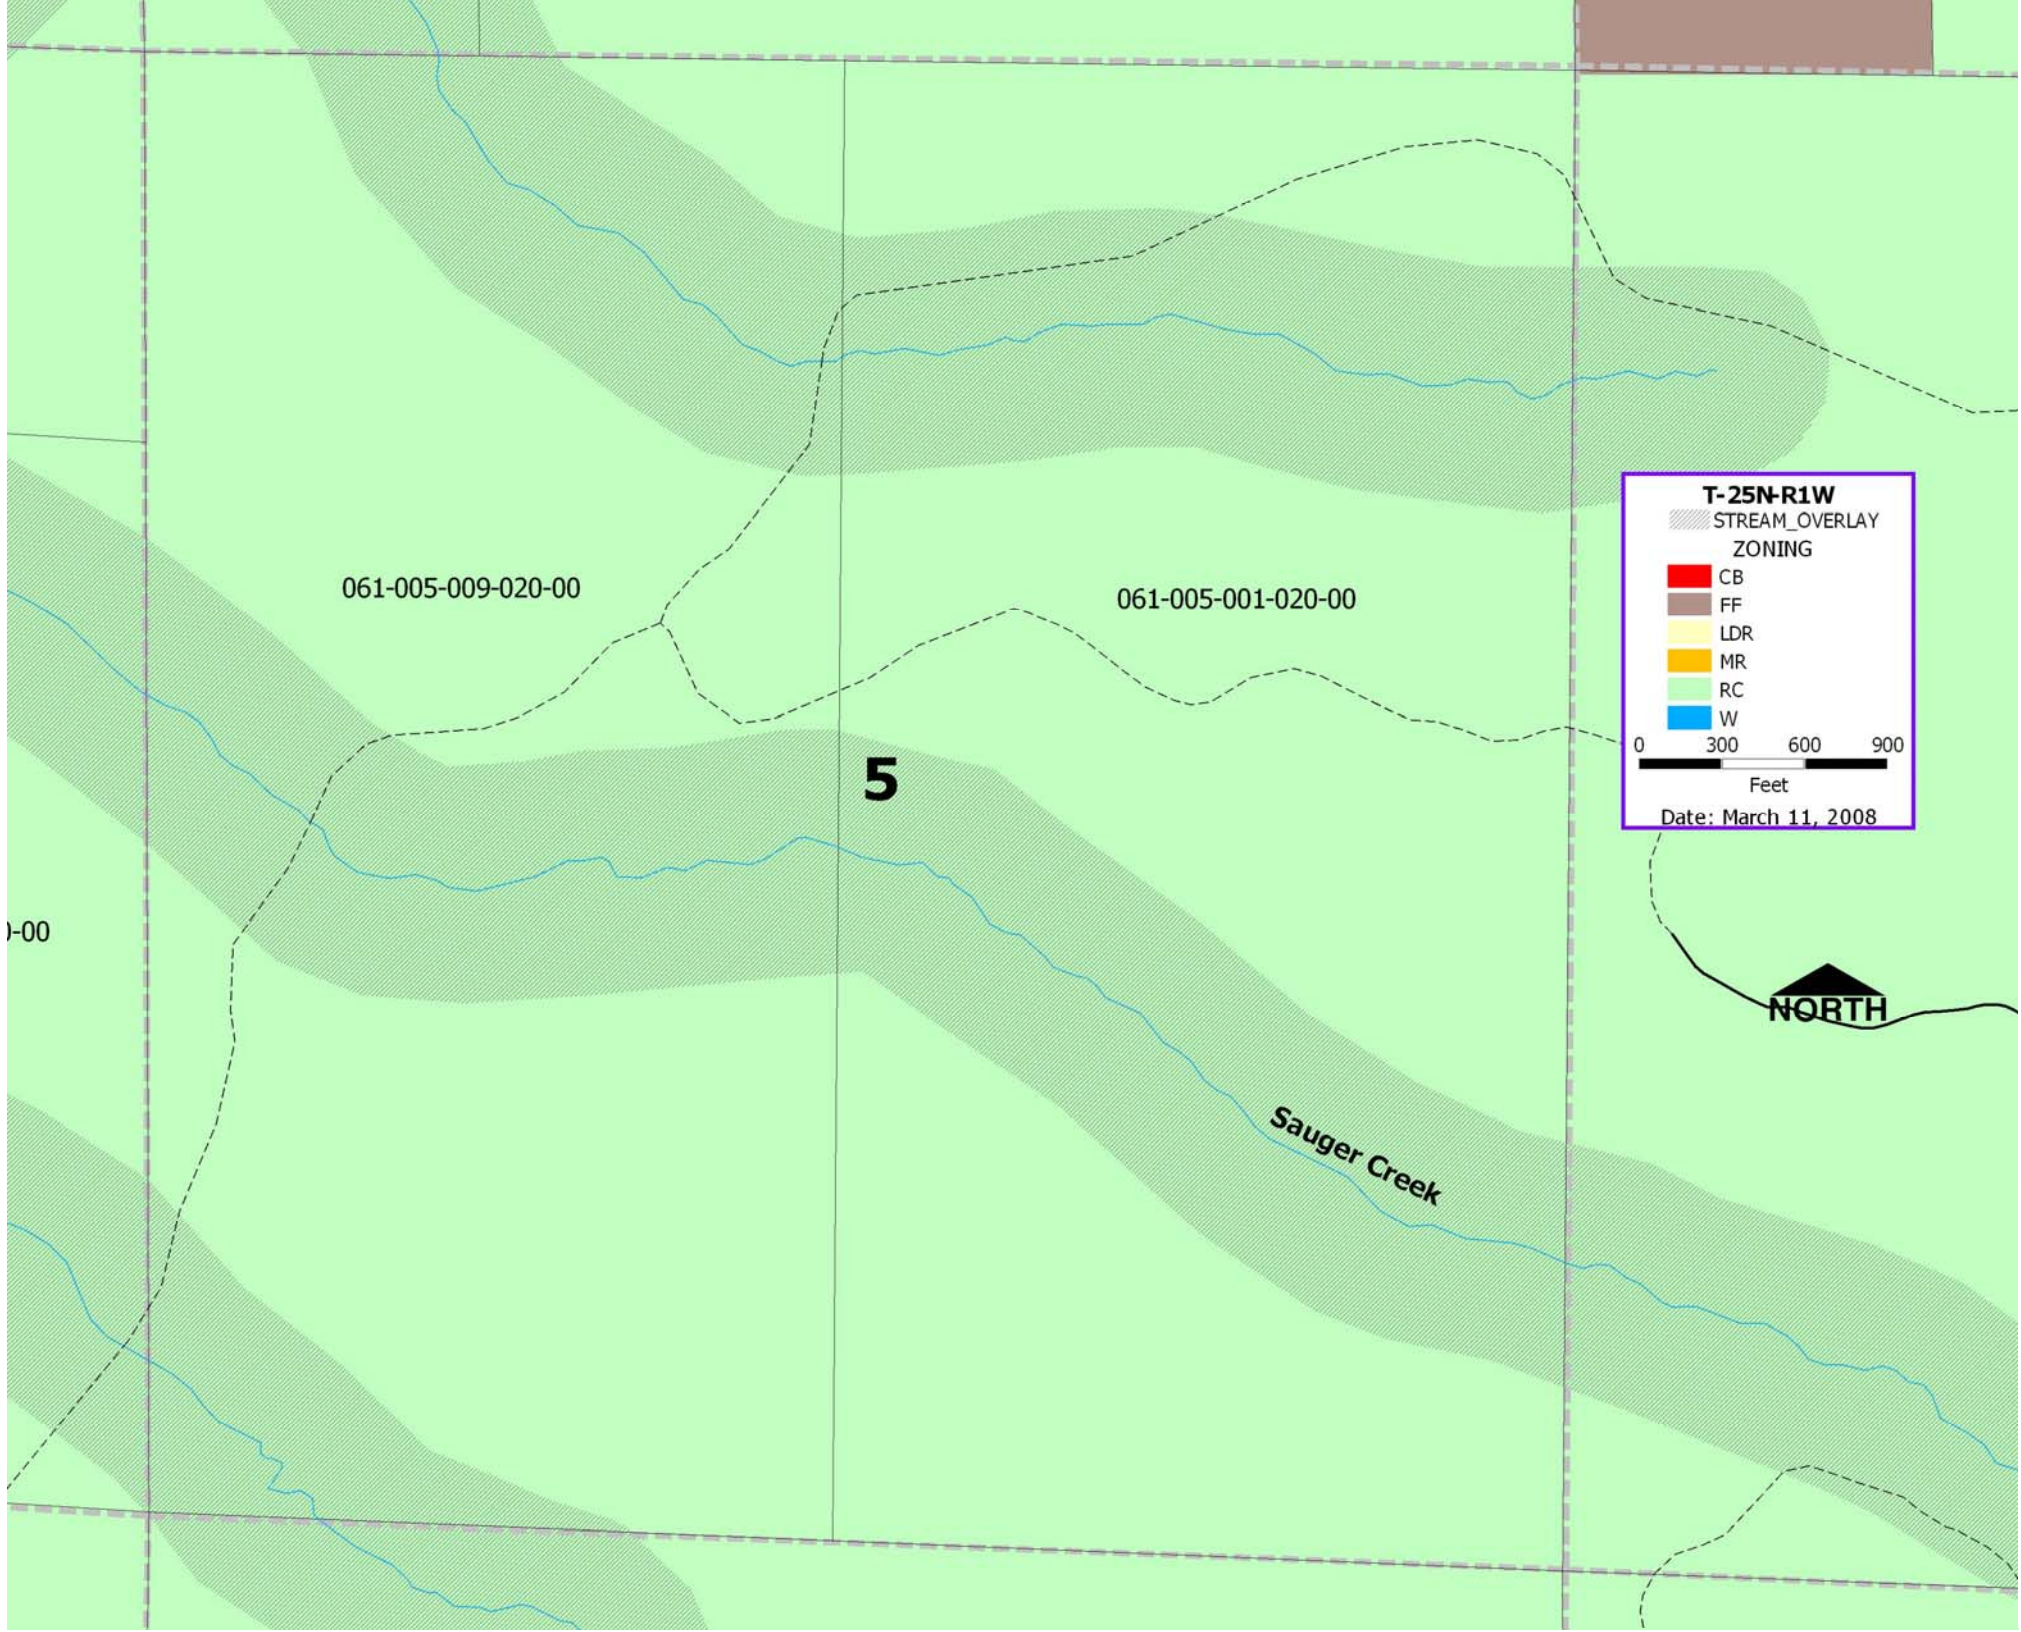 T-25N-R1W
STREAM_OVERLAY
ZONING
CB
FF
061-005-009-020-00
061-005-001-020-00
LDR
MR
RC
W
0 300 600 900
Feet
5
Date: March 11, 2008
)-00
NORTH
Sauger Creek